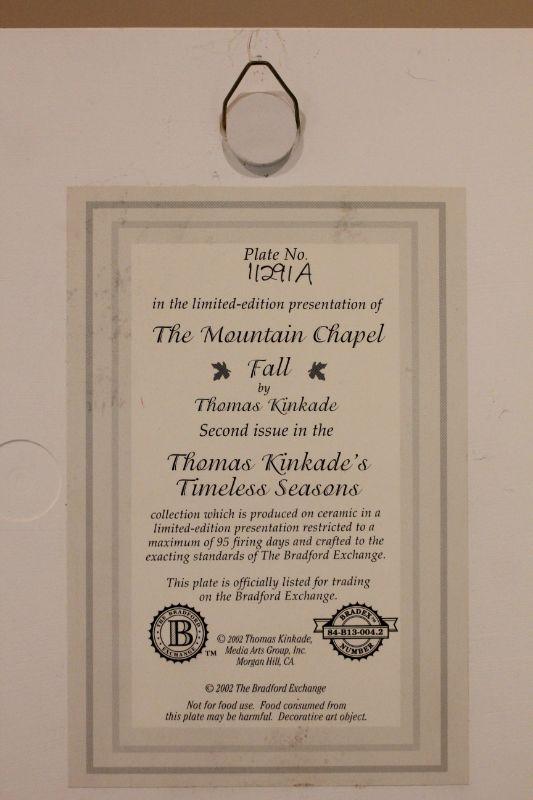 Plate No.
11291A
in the limited-edition presentation of
The Mountain Chapel
Fall
by
Thomas Kinkade
Second issue in the
Thomas Kinkade's
Timeless Seasons
collection which is produced on ceramic in a
limited-edition presentation restricted to a
maximum of 95 firing days and crafted to the
exacting standards of The Bradford Exchange.
This plate is officially listed for trading
on the Bradford Exchange.
THE BRADFORD
B
EXCHANGE
TM
© 2002 Thomas Kinkade,
Media Arts Group, Inc.
Morgan Hill, CA
BRADEX™
84-B13-004.2
NUMBER
© 2002 The Bradford Exchange
Not for food use. Food consumed from
this plate may be harmful. Decorative art object.